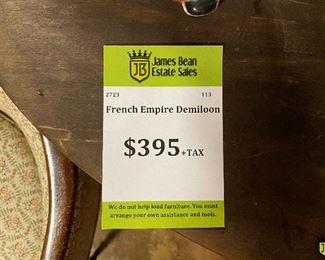 JB
James Bean
Estate Sales
2723 113
French Empire Demiloon
$395+TAX
We do not help load furniture. You must
arrange your own assistance and tools.